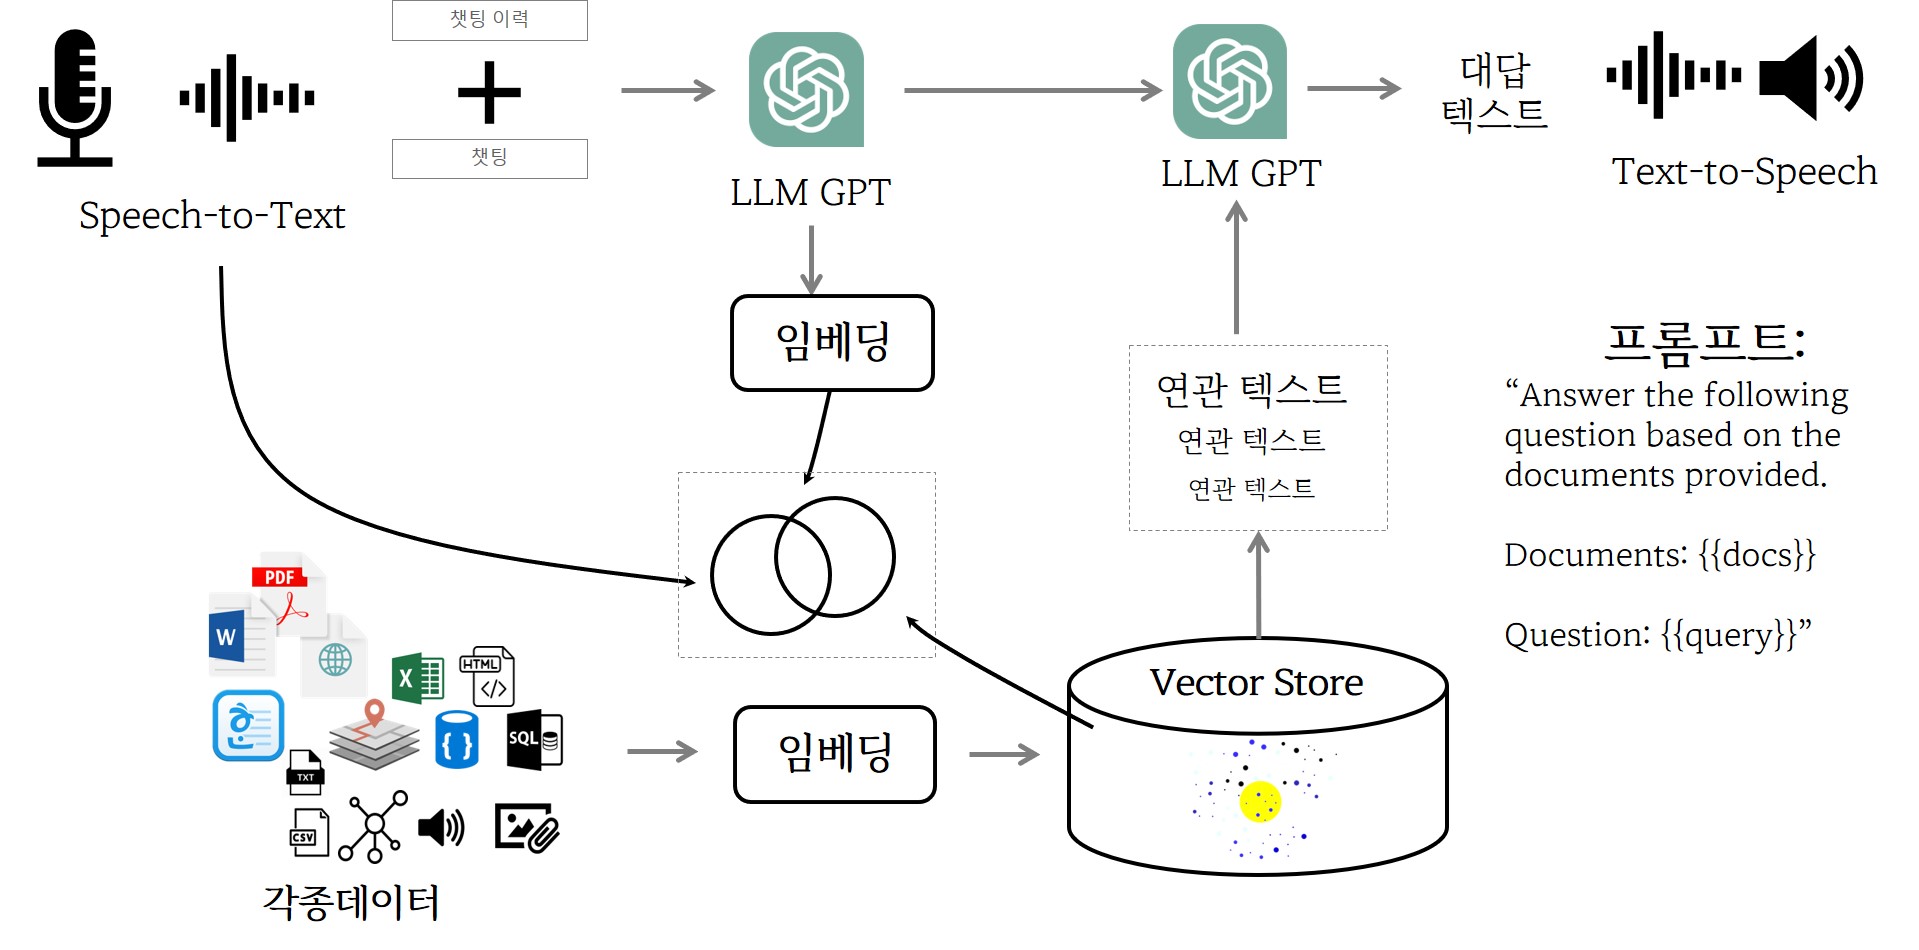 챗팅 이력
챗팅
Speech-to-Text
LLM GPT
LLM GPT
대답
텍스트
Text-to-Speech
임베딩
연관 텍스트
연관 텍스트
연관 텍스트
프롬프트:
“Answer the following
question based on the
documents provided.
Documents: {{docs}}
Question: {{query}}”
PDF
W
X
HTML
</>
{ }
SQL
TXT
CSV
각종데이터
임베딩
Vector Store